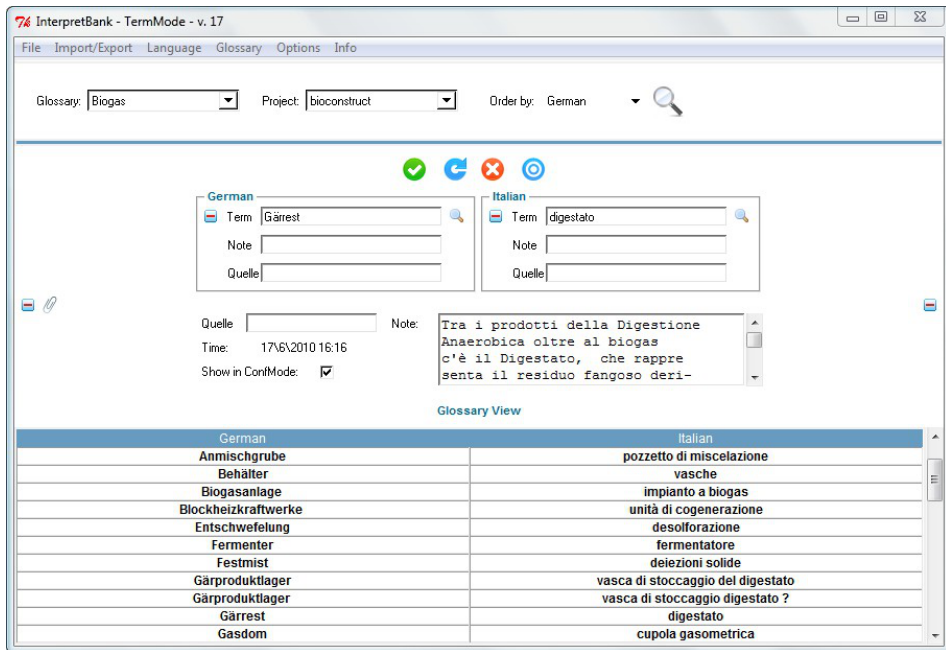 InterpretBank - TermMode - v. 17
File Import/Export Language Glossary Options Info
Glossary: Biogas Project: bioconstruct Order by: German
German Italian
Term Gärrest Term digestato
Note Note
Quelle Quelle
Quelle Note: Tra i prodotti della Digestione
Anaerobica oltre al biogas
Time: 17\6\2010 16:16 c'è il Digestato, che rappre
Show in ConfMode: senta il residuo fangoso deri-
Glossary View
German Italian
Anmischgrube pozzetto di miscelazione
Behälter vasche
Biogasanlage impianto a biogas
Blockheizkraftwerke unità di cogenerazione
Entschwefelung desolforazione
Fermenter fermentatore
Festmist deiezioni solide
Gärproduktlager vasca di stoccaggio del digestato
Gärproduktlager vasca di stoccaggio digestato ?
Gärrest digestato
Gasdom cupola gasometrica